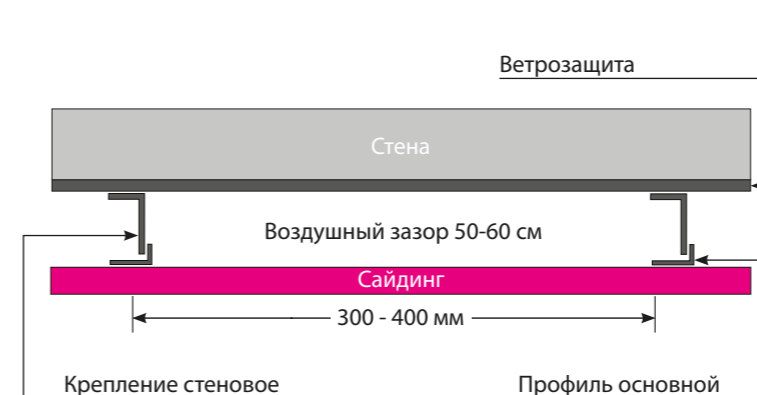 Ветрозащита
Стена
Воздушный зазор 50-60 см
Сайдинг
300 - 400 мм
Крепление стеновое
Профиль основной